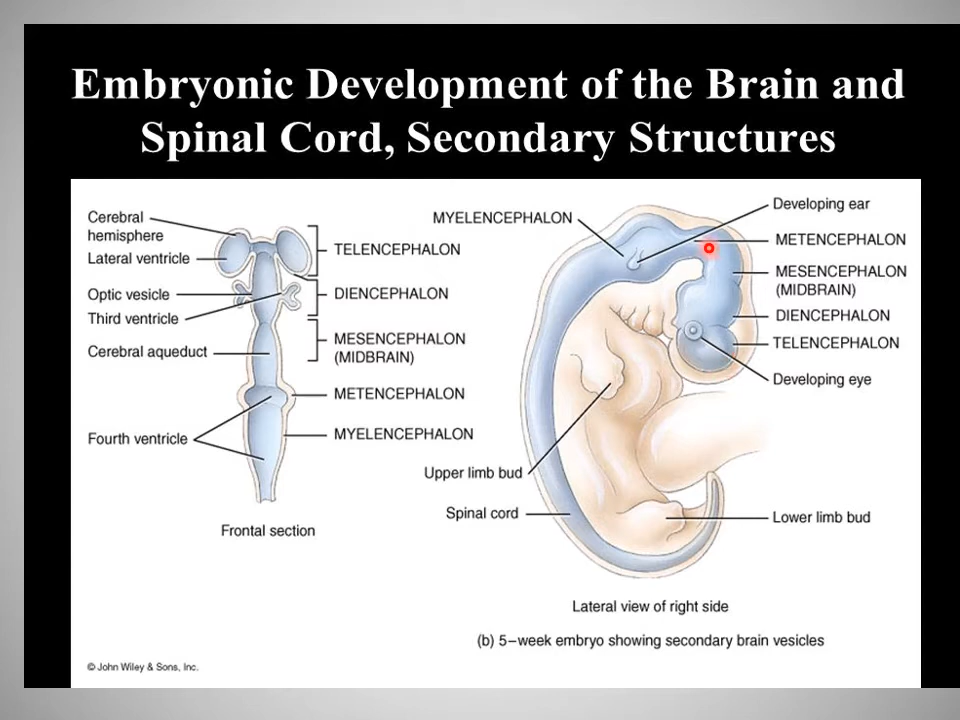 Embryonic Development of the Brain and
Spinal Cord, Secondary Structures
Cerebral
hemisphere
Lateral ventricle
Optic vesicle
Third ventricle
Cerebral aqueduct
Fourth ventricle
TELENCEPHALON
DIENCEPHALON
MESENCEPHALON
(MIDBRAIN)
METENCEPHALON
MYELENCEPHALON
Frontal section
MYELENCEPHALON
Upper limb bud
Spinal cord
Developing ear
METENCEPHALON
MESENCEPHALON
(MIDBRAIN)
DIENCEPHALON
TELENCEPHALON
Developing eye
Lower limb bud
Lateral view of right side
(b) 5–week embryo showing secondary brain vesicles
© John Wiley & Sons, Inc.